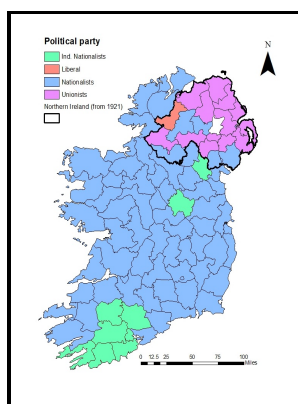 Political party
Ind. Nationalists
Liberal
Nationalists
Unionists
Northern Ireland (from 1921)
N
0 12.5 25 50 75 100
Miles